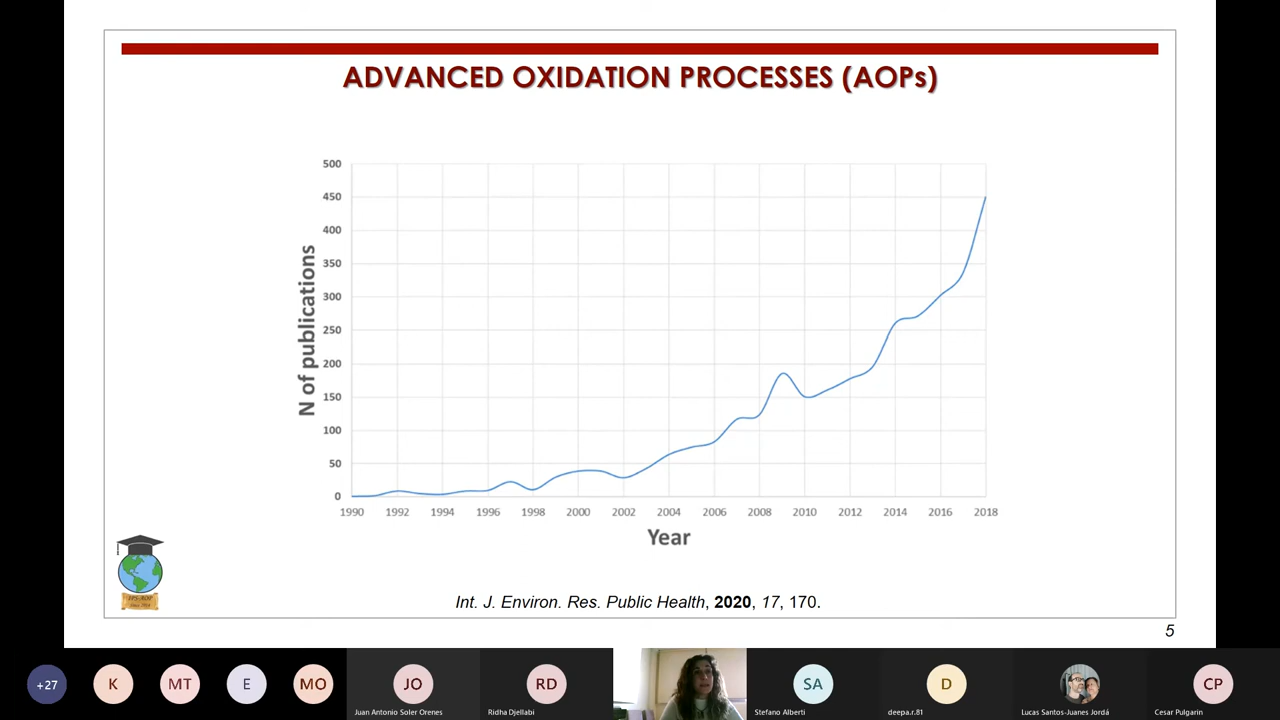 ADVANCED OXIDATION PROCESSES (AOPs)
500
450
400
350
300
250
200
150
100
50
0
N of publications
1990 1992 1994 1996 1998 2000 2002 2004 2006 2008 2010 2012 2014 2016 2018
Year
Int. J. Environ. Res. Public Health, 2020, 17, 170.
5
+27 K MT E MO JO RD SA D CP
Juan Antonio Soler Orenes Ridha Djellabi Stefano Alberti deepa.r.81 Lucas Santos-Juanes Jordá Cesar Pulgarin